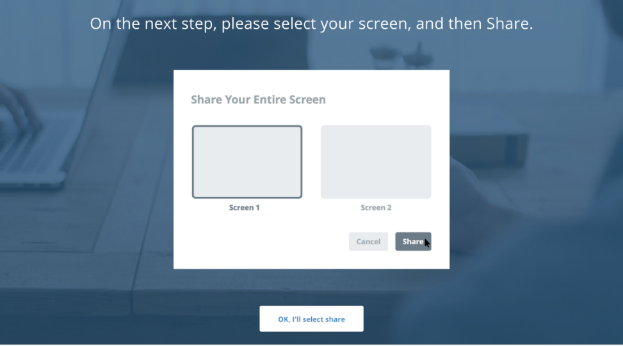 On the next step, please select your screen, and then Share.
Share Your Entire Screen
Screen 1
Screen 2
Cancel
Share
OK, I'll select share